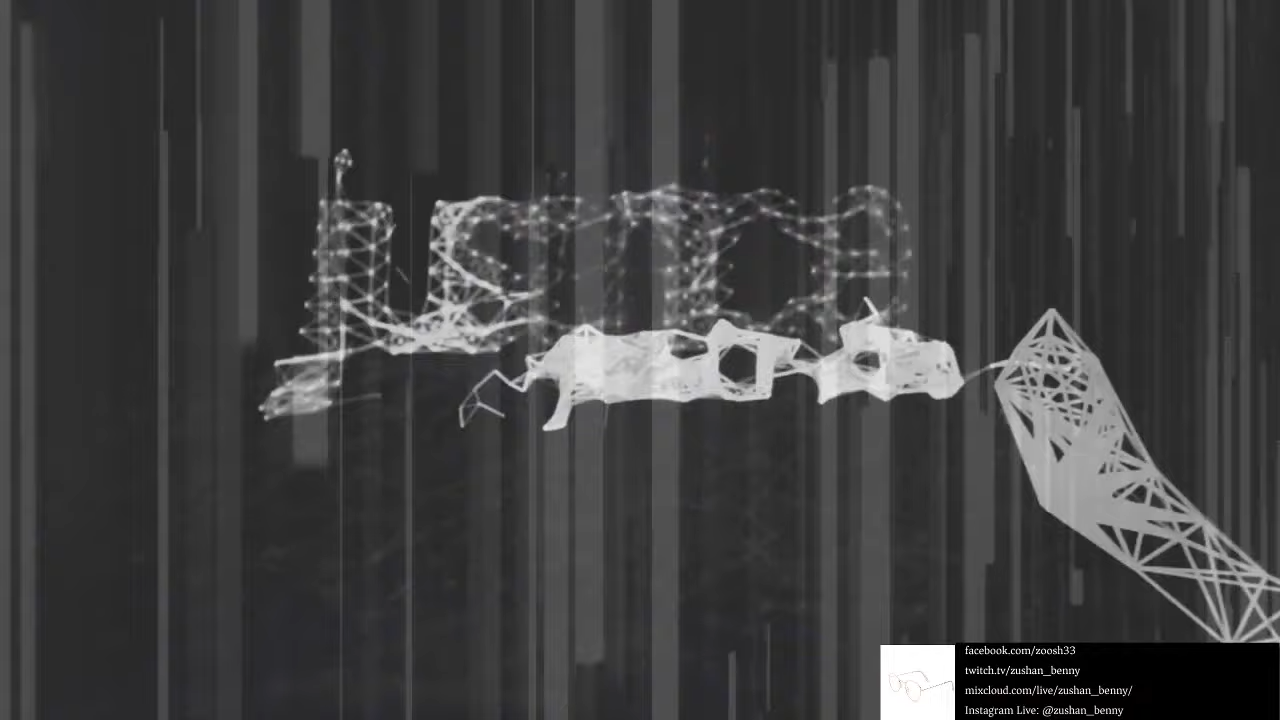 facebook.com/zoosh33
twitch.tv/zushan_benny
mixcloud.com/live/zushan_benny/
Instagram Live: @zushan_benny